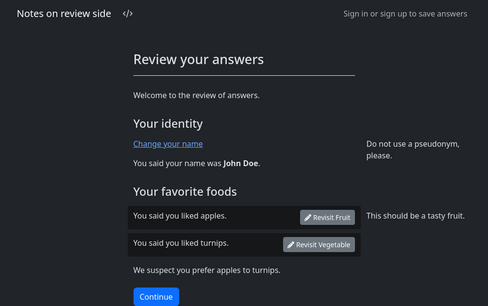 Notes on review side </> Sign in or sign up to save answers
Review your answers
Welcome to the review of answers.
Your identity
Change your name
Do not use a pseudonym,
please.
You said your name was John Doe.
Your favorite foods
You said you liked apples. Revisit Fruit
This should be a tasty fruit.
You said you liked turnips. Revisit Vegetable
We suspect you prefer apples to turnips.
Continue